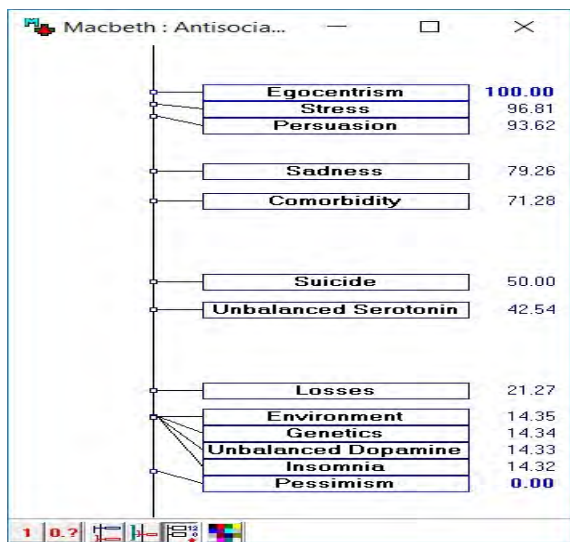 Macbeth : Antisocia...
Egocentrism 100.00
Stress 96.81
Persuasion 93.62
Sadness 79.26
Comorbidity 71.28
Suicide 50.00
Unbalanced Serotonin 42.54
Losses 21.27
Environment 14.35
Genetics 14.34
Unbalanced Dopamine 14.33
Insomnia 14.32
Pessimism 0.00
1 0.?